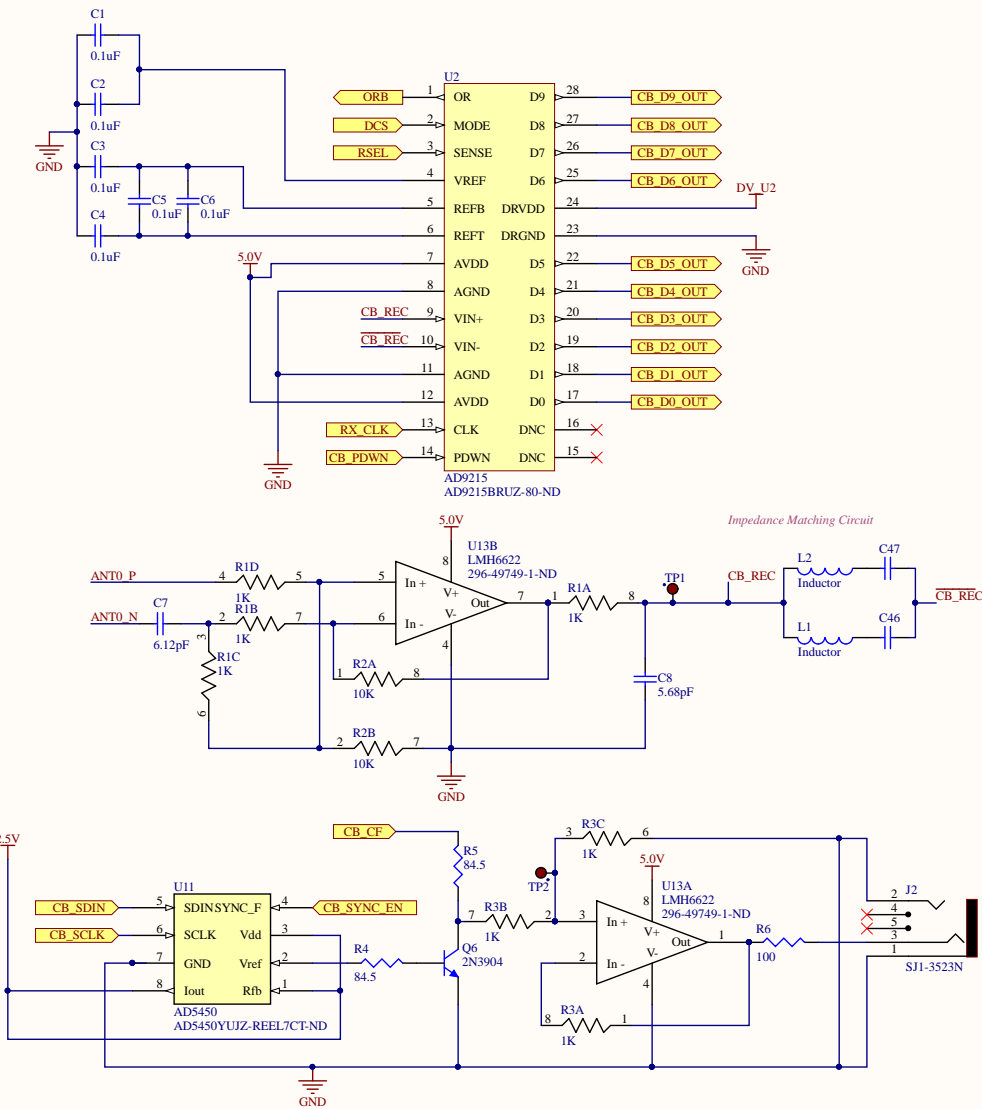 C1
0.1uF
C2
0.1uF
C3
0.1uF
C5
0.1uF
C6
0.1uF
C4
0.1uF
GND
U2
ORB 1 OR D9 28 CB_D9_OUT
DCS 2 MODE D8 27 CB_D8_OUT
RSEL 3 SENSE D7 26 CB_D7_OUT
4 VREF D6 25 CB_D6_OUT
5 REFB DRVDD 24 DV_U2
6 REFT DRGND 23 GND
5.0V 7 AVDD D5 22 CB_D5_OUT
8 AGND D4 21 CB_D4_OUT
CB_REC 9 VIN+ D3 20 CB_D3_OUT
CB_REC 10 VIN- D2 19 CB_D2_OUT
11 AGND D1 18 CB_D1_OUT
12 AVDD D0 17 CB_D0_OUT
RX_CLK 13 CLK DNC 16
CB_PDWN 14 PDWN DNC 15
GND
AD9215
AD9215BRUZ-80-ND
Impedance Matching Circuit
5.0V
U13B
LMH6622
296-49749-1-ND
ANT0_P 4 R1D 5
1K
5 In +
8
V+
Out 7
V-
4
6 In -
ANT0_N C7
6.12pF
2 R1B 7
1K
3 R1C 6
1K
1 R2A 8
10K
2 R2B 7
10K
GND
1 R1A 8
1K
TP1
CB_REC
C8
5.68pF
L2
Inductor
C47
L1
Inductor
C46
CB_REC
.5V
U11
CB_SDIN 5 SDIN SYNC_F 4 CB_SYNC_EN
CB_SCLK 6 SCLK Vdd 3
7 GND Vref 2
8 Iout Rfb 1
AD5450
AD5450YUJZ-REEL7CT-ND
CB_CF
R5
84.5
R4
84.5
Q6
2N3904
7 R3B 2
1K
TP2
3 R3C 6
1K
5.0V
U13A
LMH6622
296-49749-1-ND
3 In +
8
V+
Out 1
V-
4
2 In -
8 R3A 1
1K
R6
100
J2
2
4
5
3
1
SJ1-3523N
GND